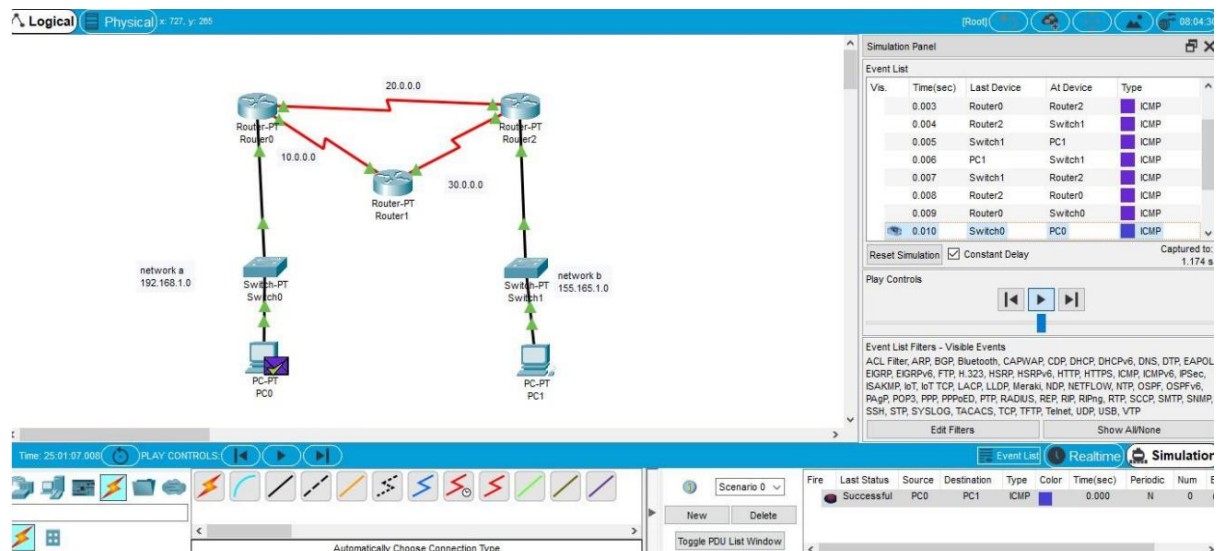 Logical Physical x: 727, y: 265 [Root] 08:04:30
20.0.0.0
Router-PT
Router0
Router-PT
Router2
10.0.0.0
30.0.0.0
Router-PT
Router1
network a
192.168.1.0
Switch-PT
Switch0
Switch-PT
Switch1
network b
155.165.1.0
PC-PT
PC0
PC-PT
PC1
Simulation Panel
Event List
Vis. Time(sec) Last Device At Device Type
0.003 Router0 Router2 ICMP
0.004 Router2 Switch1 ICMP
0.005 Switch1 PC1 ICMP
0.006 PC1 Switch1 ICMP
0.007 Switch1 Router2 ICMP
0.008 Router2 Router0 ICMP
0.009 Router0 Switch0 ICMP
0.010 Switch0 PC0 ICMP
Reset Simulation Constant Delay Captured to:
1.174 s
Play Controls
Event List Filters - Visible Events
ACL Filter, ARP, BGP, Bluetooth, CAPWAP, CDP, DHCP, DHCPv6, DNS, DTP, EAPOL,
EIGRP, EIGRPv6, FTP, H.323, HSRP, HSRPv6, HTTP, HTTPS, ICMP, ICMPv6, IPSec,
ISAKMP, IoT, IoT TCP, LACP, LLDP, Meraki, NDP, NETFLOW, NTP, OSPF, OSPFv6,
PAgP, POP3, PPP, PPPoED, PTP, RADIUS, REP, RIP, RIPng, RTP, SCCP, SMTP, SNMP,
SSH, STP, SYSLOG, TACACS, TCP, TFTP, Telnet, UDP, USB, VTP
Edit Filters Show All/None
Time: 25:01:07.008 PLAY CONTROLS: Event List Realtime Simulation
Scenario 0
New Delete
Toggle PDU List Window
Fire Last Status Source Destination Type Color Time(sec) Periodic Num
Successful PC0 PC1 ICMP 0.000 N 0
Automatically Choose Connection Type